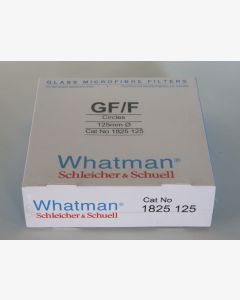 GLASS MICROFIBRE FILTERS
GF/F
Circles
125mm Ø
Cat No 1825 125
Whatman®
Schleicher & Schuell
Whatman®
Schleicher & Schuell
Cat No
1825 125